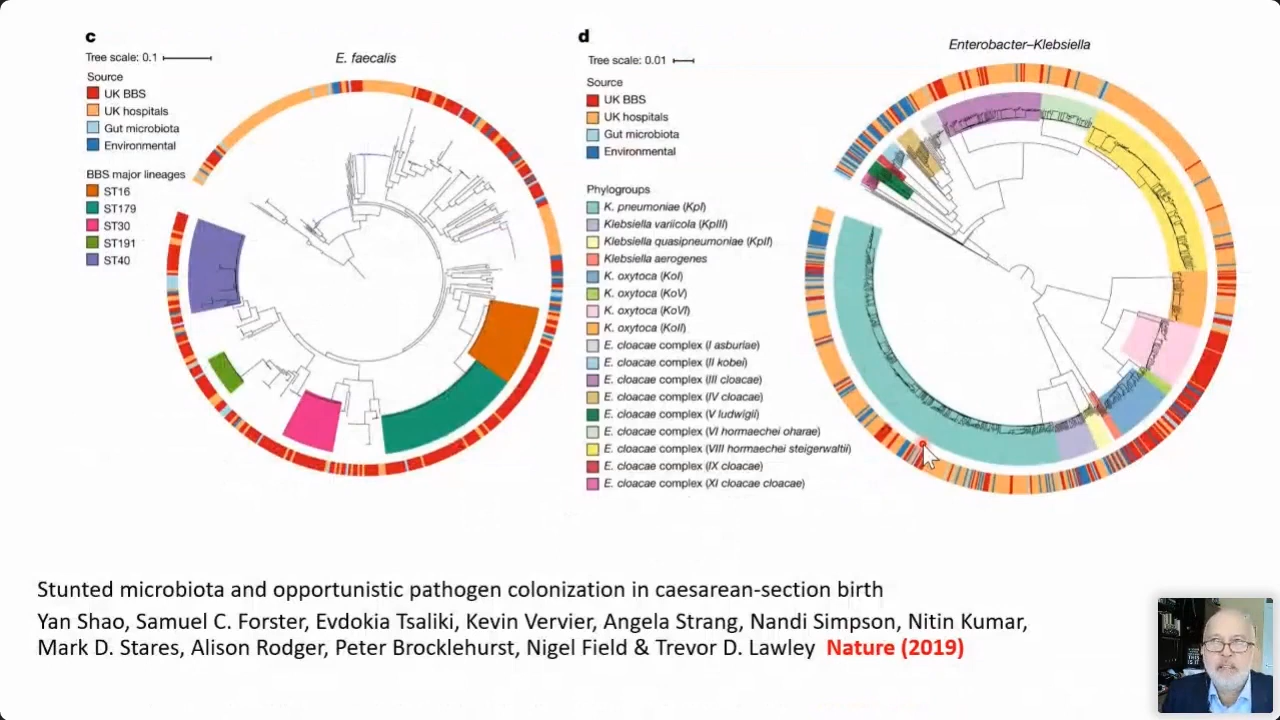 c
E. faecalis
Tree scale: 0.1
Source
UK BBS
UK hospitals
Gut microbiota
Environmental
BBS major lineages
ST16
ST179
ST30
ST191
ST40
d
Enterobacter–Klebsiella
Tree scale: 0.01
Source
UK BBS
UK hospitals
Gut microbiota
Environmental
Phylogroups
K. pneumoniae (KpI)
Klebsiella variicola (KpIII)
Klebsiella quasipneumoniae (KpII)
Klebsiella aerogenes
K. oxytoca (KoI)
K. oxytoca (KoV)
K. oxytoca (KoVI)
K. oxytoca (KoII)
E. cloacae complex (I asburiae)
E. cloacae complex (II kobei)
E. cloacae complex (III cloacae)
E. cloacae complex (IV cloacae)
E. cloacae complex (V ludwigii)
E. cloacae complex (VI hormaechei oharae)
E. cloacae complex (VIII hormaechei steigerwaltii)
E. cloacae complex (IX cloacae)
E. cloacae complex (XI cloacae cloacae)
Stunted microbiota and opportunistic pathogen colonization in caesarean-section birth
Yan Shao, Samuel C. Forster, Evdokia Tsaliki, Kevin Vervier, Angela Strang, Nandi Simpson, Nitin Kumar,
Mark D. Stares, Alison Rodger, Peter Brocklehurst, Nigel Field & Trevor D. Lawley Nature (2019)